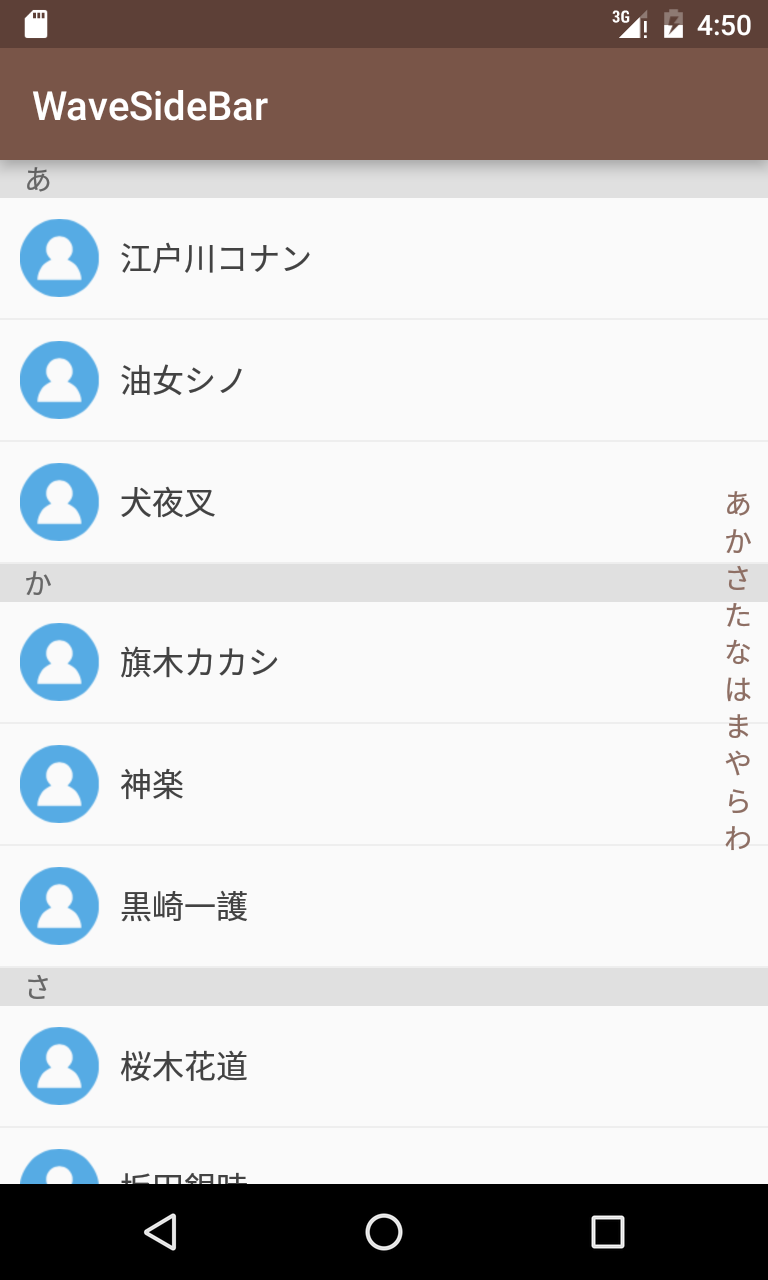 3G
4:50
WaveSideBar
あ
江户川コナン
油女シノ
犬夜叉
か
旗木カカシ
神楽
黒崎一護
さ
桜木花道
あ
か
さ
た
な
は
ま
や
ら
わ